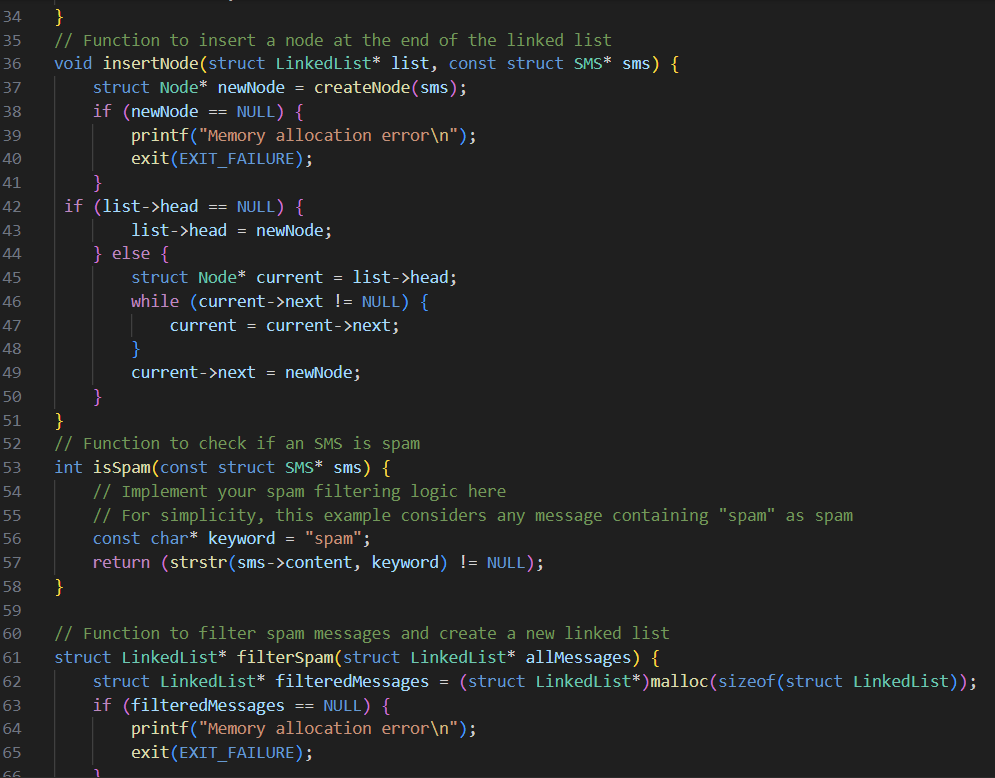 34 }
35 // Function to insert a node at the end of the linked list
36 void insertNode(struct LinkedList* list, const struct SMS* sms) {
37     struct Node* newNode = createNode(sms);
38     if (newNode == NULL) {
39         printf("Memory allocation error\n");
40         exit(EXIT_FAILURE);
41     }
42  if (list->head == NULL) {
43         list->head = newNode;
44     } else {
45         struct Node* current = list->head;
46         while (current->next != NULL) {
47             current = current->next;
48         }
49         current->next = newNode;
50     }
51 }
52 // Function to check if an SMS is spam
53 int isSpam(const struct SMS* sms) {
54     // Implement your spam filtering logic here
55     // For simplicity, this example considers any message containing "spam" as spam
56     const char* keyword = "spam";
57     return (strstr(sms->content, keyword) != NULL);
58 }
59
60 // Function to filter spam messages and create a new linked list
61 struct LinkedList* filterSpam(struct LinkedList* allMessages) {
62     struct LinkedList* filteredMessages = (struct LinkedList*)malloc(sizeof(struct LinkedList));
63     if (filteredMessages == NULL) {
64         printf("Memory allocation error\n");
65         exit(EXIT_FAILURE);
66     }